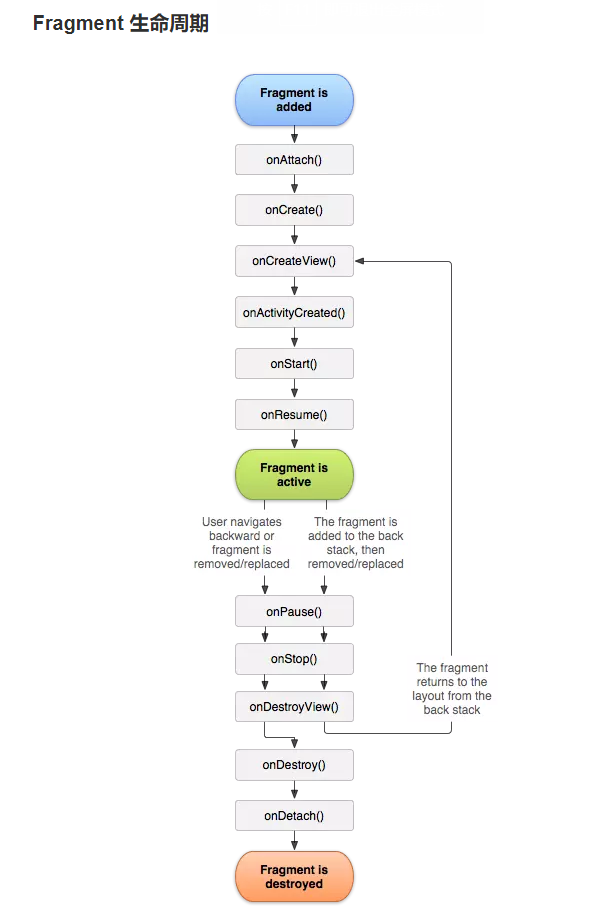 Fragment 生命周期
Fragment is
added
onAttach()
onCreate()
onCreateView()
onActivityCreated()
onStart()
onResume()
Fragment is
active
User navigates
backward or
fragment is
removed/replaced
The fragment is
added to the back
stack, then
removed/replaced
onPause()
onStop()
onDestroyView()
The fragment
returns to the
layout from the
back stack
onDestroy()
onDetach()
Fragment is
destroyed